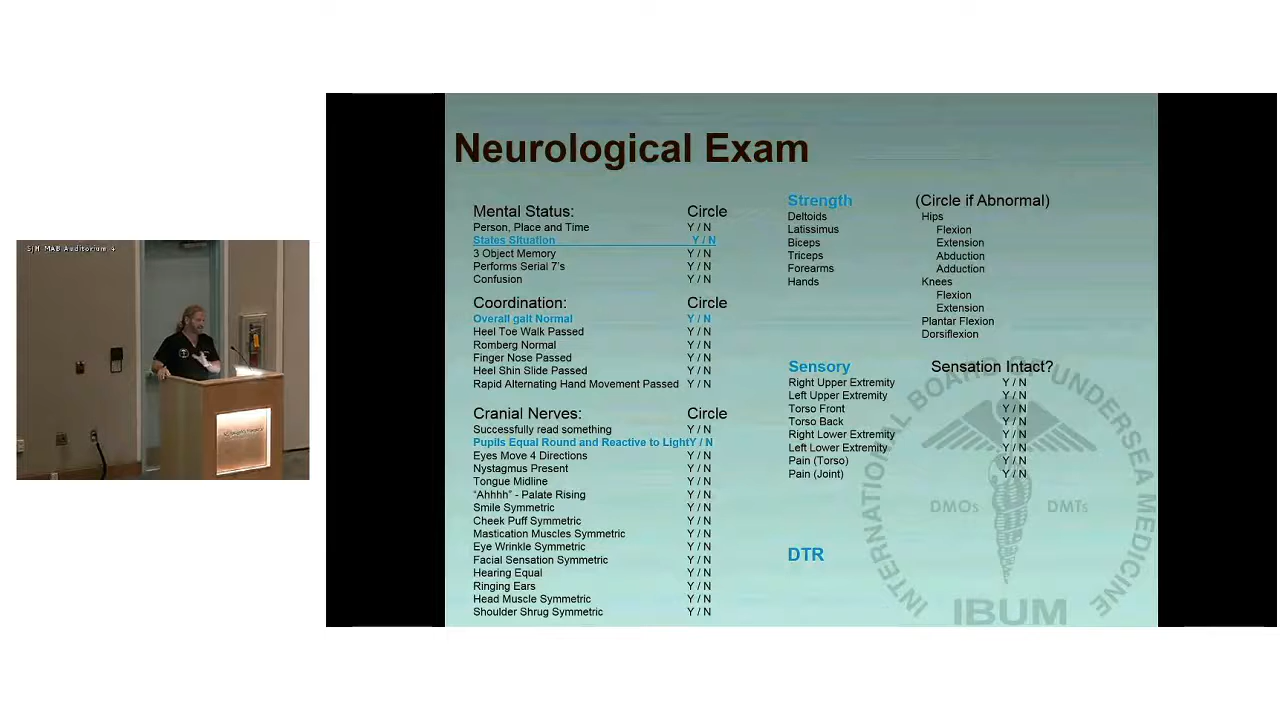 SJH MAB Auditorium 4
Neurological Exam
Mental Status: Circle
Person, Place and Time Y / N
States Situation Y / N
3 Object Memory Y / N
Performs Serial 7's Y / N
Confusion Y / N
Coordination: Circle
Overall gait Normal Y / N
Heel Toe Walk Passed Y / N
Romberg Normal Y / N
Finger Nose Passed Y / N
Heel Shin Slide Passed Y / N
Rapid Alternating Hand Movement Passed Y / N
Cranial Nerves: Circle
Successfully read something Y / N
Pupils Equal Round and Reactive to LightY / N
Eyes Move 4 Directions Y / N
Nystagmus Present Y / N
Tongue Midline Y / N
"Ahhhh" - Palate Rising Y / N
Smile Symmetric Y / N
Cheek Puff Symmetric Y / N
Mastication Muscles Symmetric Y / N
Eye Wrinkle Symmetric Y / N
Facial Sensation Symmetric Y / N
Hearing Equal Y / N
Ringing Ears Y / N
Head Muscle Symmetric Y / N
Shoulder Shrug Symmetric Y / N
Strength (Circle if Abnormal)
Deltoids
Latissimus
Biceps
Triceps
Forearms
Hands
Hips
Flexion
Extension
Abduction
Adduction
Knees
Flexion
Extension
Plantar Flexion
Dorsiflexion
Sensory Sensation Intact?
Right Upper Extremity Y / N
Left Upper Extremity Y / N
Torso Front Y / N
Torso Back Y / N
Right Lower Extremity Y / N
Left Lower Extremity Y / N
Pain (Torso) Y / N
Pain (Joint) Y / N
DTR
INTERNATIONAL BOARD OF UNDERSEA MEDICINE
DMOs DMTs
IBUM